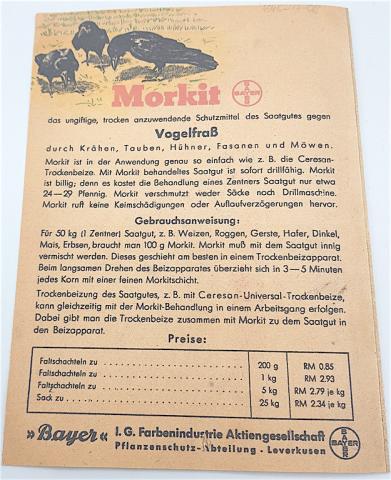 Morkit BAYER BAYER
das ungiftige, trocken anzuwendende Schutzmittel des Saatgutes gegen
Vogelfraß
durch Krähen, Tauben, Hühner, Fasanen und Möwen.
Morkit ist in der Anwendung genau so einfach wie z. B. die Ceresan-
Trockenbeize. Mit Morkit behandeltes Saatgut ist sofort drillfähig. Morkit
ist billig; denn es kostet die Behandlung eines Zentners Saatgut nur etwa
24—29 Pfennig. Morkit verschmutzt weder Säcke noch Drillmaschine.
Morkit ruft keine Keimschädigungen oder Auflaufverzögerungen hervor.
Gebrauchsanweisung:
Für 50 kg (1 Zentner) Saatgut, z. B. Weizen, Roggen, Gerste, Hafer, Dinkel,
Mais, Erbsen, braucht man 100 g Morkit. Morkit muß mit dem Saatgut innig
vermischt werden. Dieses geschieht am besten in einem Trockenbeizapparat.
Beim langsamen Drehen des Beizapparates überzieht sich in 3—5 Minuten
jedes Korn mit einer feinen Morkitschicht.
Trockenbeizung des Saatgutes, z. B. mit Ceresan-Universal-Trockenbeize,
kann gleichzeitig mit der Morkit-Behandlung in einem Arbeitsgang erfolgen.
Dabei gibt man die Trockenbeize zusammen mit Morkit zu dem Saatgut in
den Beizapparat.
Preise:
Faltschachteln zu 200 g RM 0.85
Faltschachteln zu 1 kg RM 2.93
Faltschachteln zu 5 kg RM 2.79 je kg
Sack zu 25 kg RM 2.34 je kg
»Bayer« I. G. Farbenindustrie Aktiengesellschaft BAYER BAYER
Pflanzenschutz-Abteilung - Leverkusen